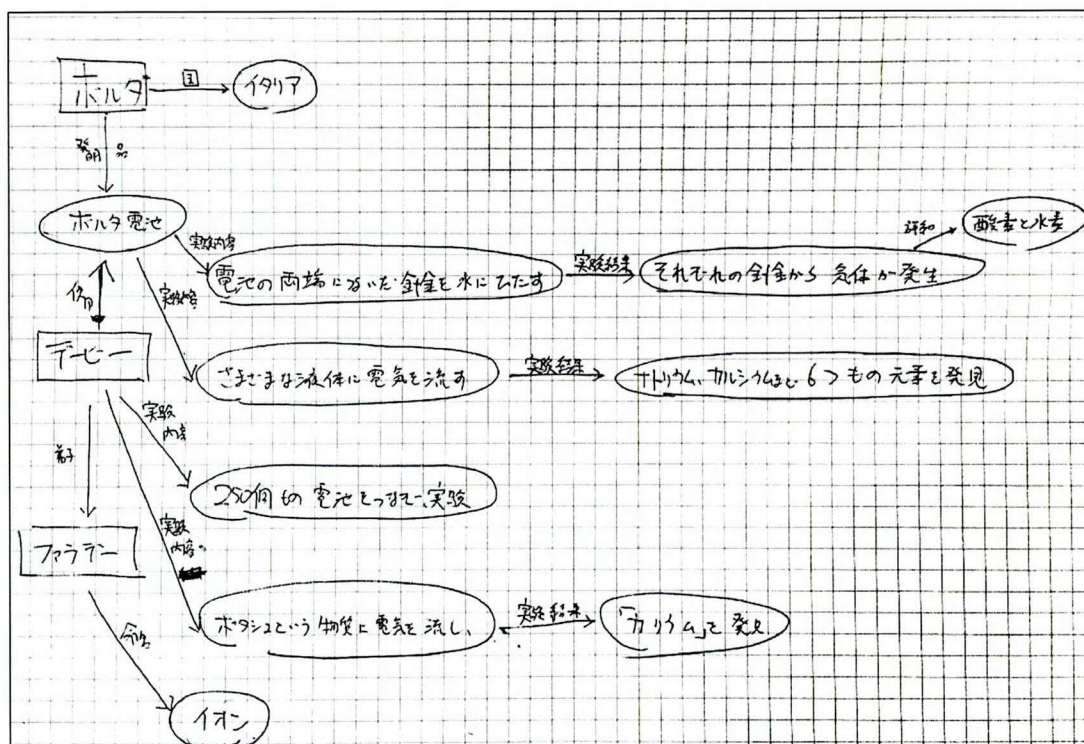 ボルタ
国
イタリア
発明品
ボルタ電池
実験内容
電池の両端につないだ針金を水にひたす
実験結果
それぞれの針金から気体が発生
酸素と水素
使用
実験内容
デービー
さまざまな液体に電気を流す
実験結果
ナトリウム、カルシウムなど6つもの元素を発見
実験
内容
弟子
250個もの電池をつなぎ、実験
実験
内容
ファラデー
ポタシュという物質に電気を流し、
実験結果
「カリウム」を発見
命名
イオン